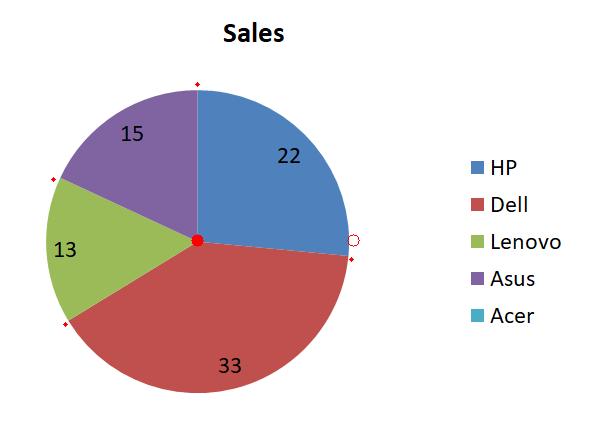 Sales
15
22
13
33
HP
Dell
Lenovo
Asus
Acer